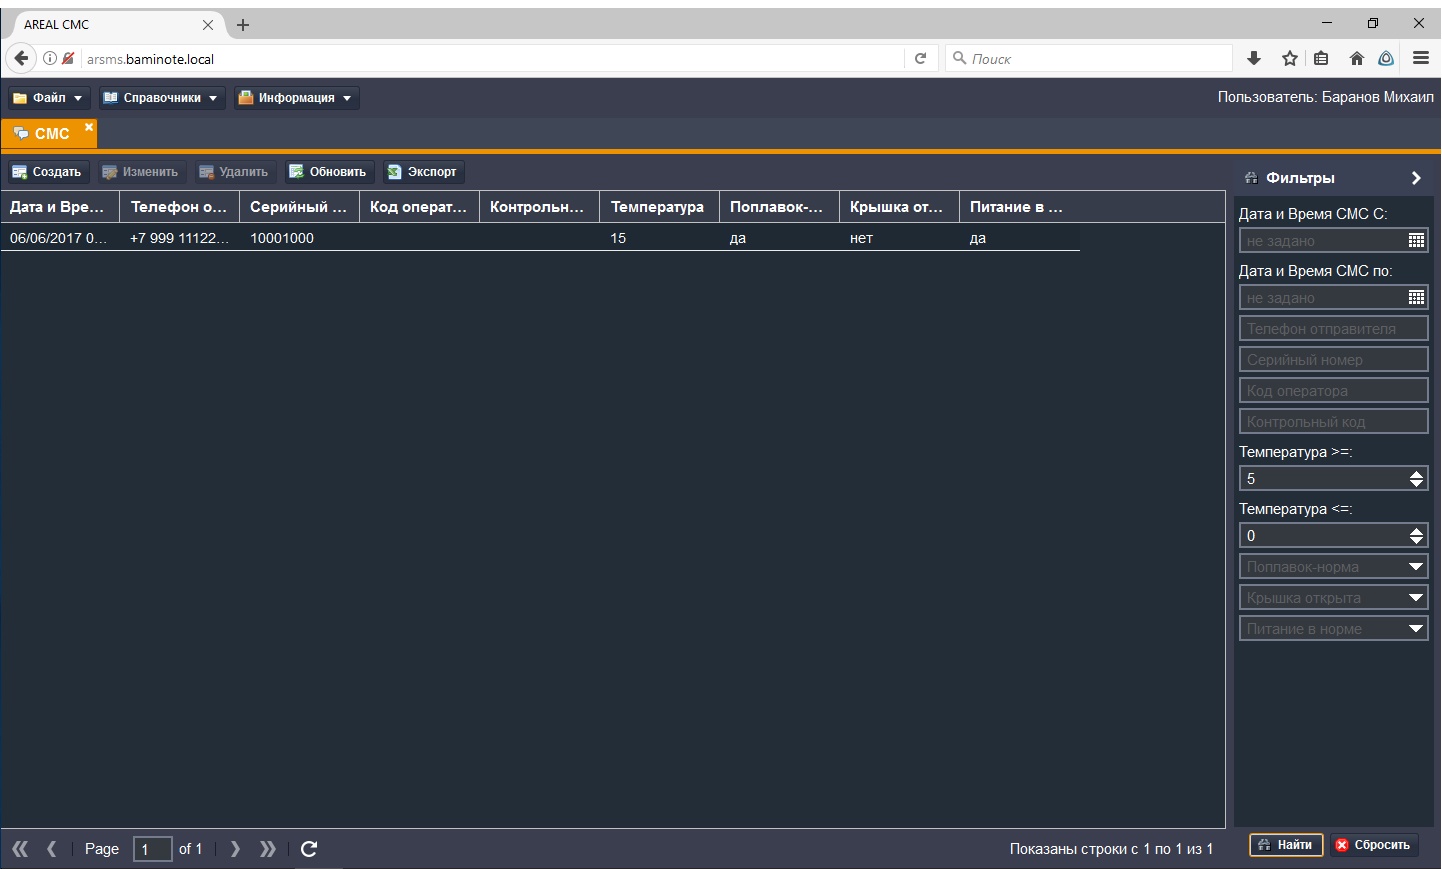 AREAL СМС
arsms.baminote.local
Поиск
Файл Справочники Информация
Пользователь: Баранов Михаил
СМС
Создать Изменить Удалить Обновить Экспорт
Дата и Вре... Телефон о... Серийный ... Код операт... Контрольн... Температура Поплавок-... Крышка от... Питание в ...
06/06/2017 0... +7 999 11122... 10001000 15 да нет да
Фильтры
Дата и Время СМС С:
не задано
Дата и Время СМС по:
не задано
Телефон отправителя
Серийный номер
Код оператора
Контрольный код
Температура >=:
5
Температура <=:
0
Поплавок-норма
Крышка открыта
Питание в норме
Page 1 of 1
Показаны строки с 1 по 1 из 1
Найти Сбросить